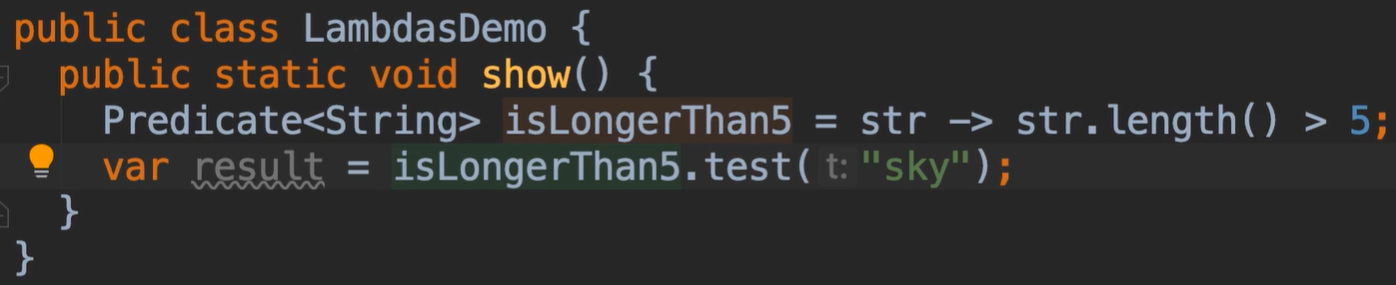 public class LambdasDemo {
public static void show() {
Predicate<String> isLongerThan5 = str -> str.length() > 5;
var result = isLongerThan5.test( t: "sky");
}
}